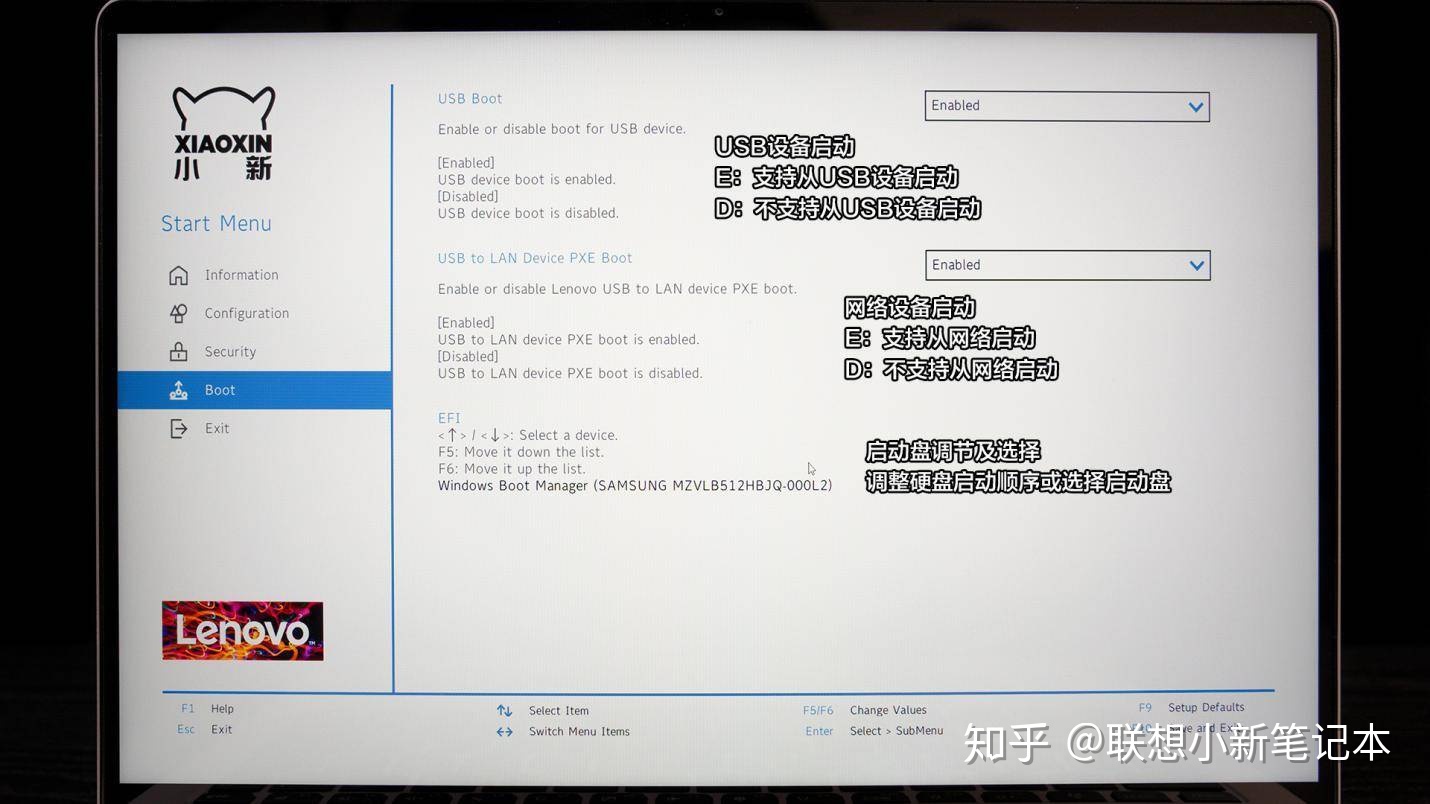 XIAOXIN
小新
Start Menu
Information
Configuration
Security
Boot
Exit
Lenovo™
USB Boot
Enabled
Enable or disable boot for USB device.
[Enabled]
USB device boot is enabled.
[Disabled]
USB device boot is disabled.
USB设备启动
E：支持从USB设备启动
D：不支持从USB设备启动
USB to LAN Device PXE Boot
Enabled
Enable or disable Lenovo USB to LAN device PXE boot.
[Enabled]
USB to LAN device PXE boot is enabled.
[Disabled]
USB to LAN device PXE boot is disabled.
网络设备启动
E：支持从网络启动
D：不支持从网络启动
EFI
<↑> / <↓>: Select a device.
F5: Move it down the list.
F6: Move it up the list.
Windows Boot Manager (SAMSUNG MZVLB512HBJQ-000L2)
启动盘调节及选择
调整硬盘启动顺序或选择启动盘
F1 Help
Esc Exit
↑↓ Select Item
↔ Switch Menu Items
F5/F6 Change Values
Enter Select > SubMenu
F9 Setup Defaults
and
知乎 @联想小新笔记本